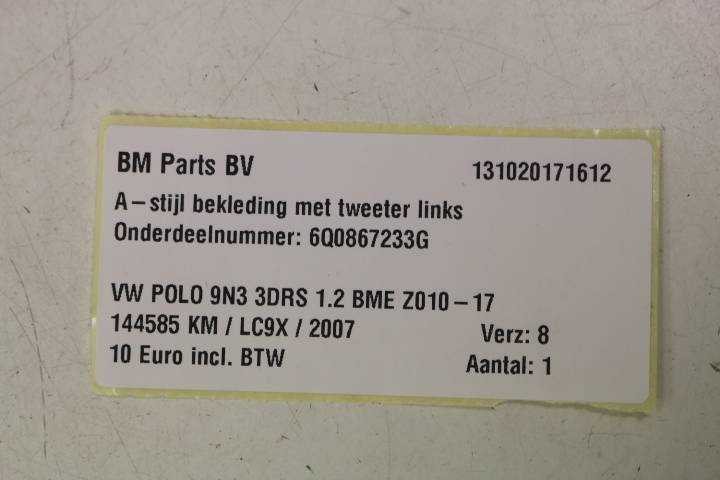 BM Parts BV 131020171612
A-stijl bekleding met tweeter links
Onderdeelnummer: 6Q0867233G
VW POLO 9N3 3DRS 1.2 BME Z010-17
144585 KM / LC9X / 2007 Verz: 8
10 Euro incl. BTW Aantal: 1